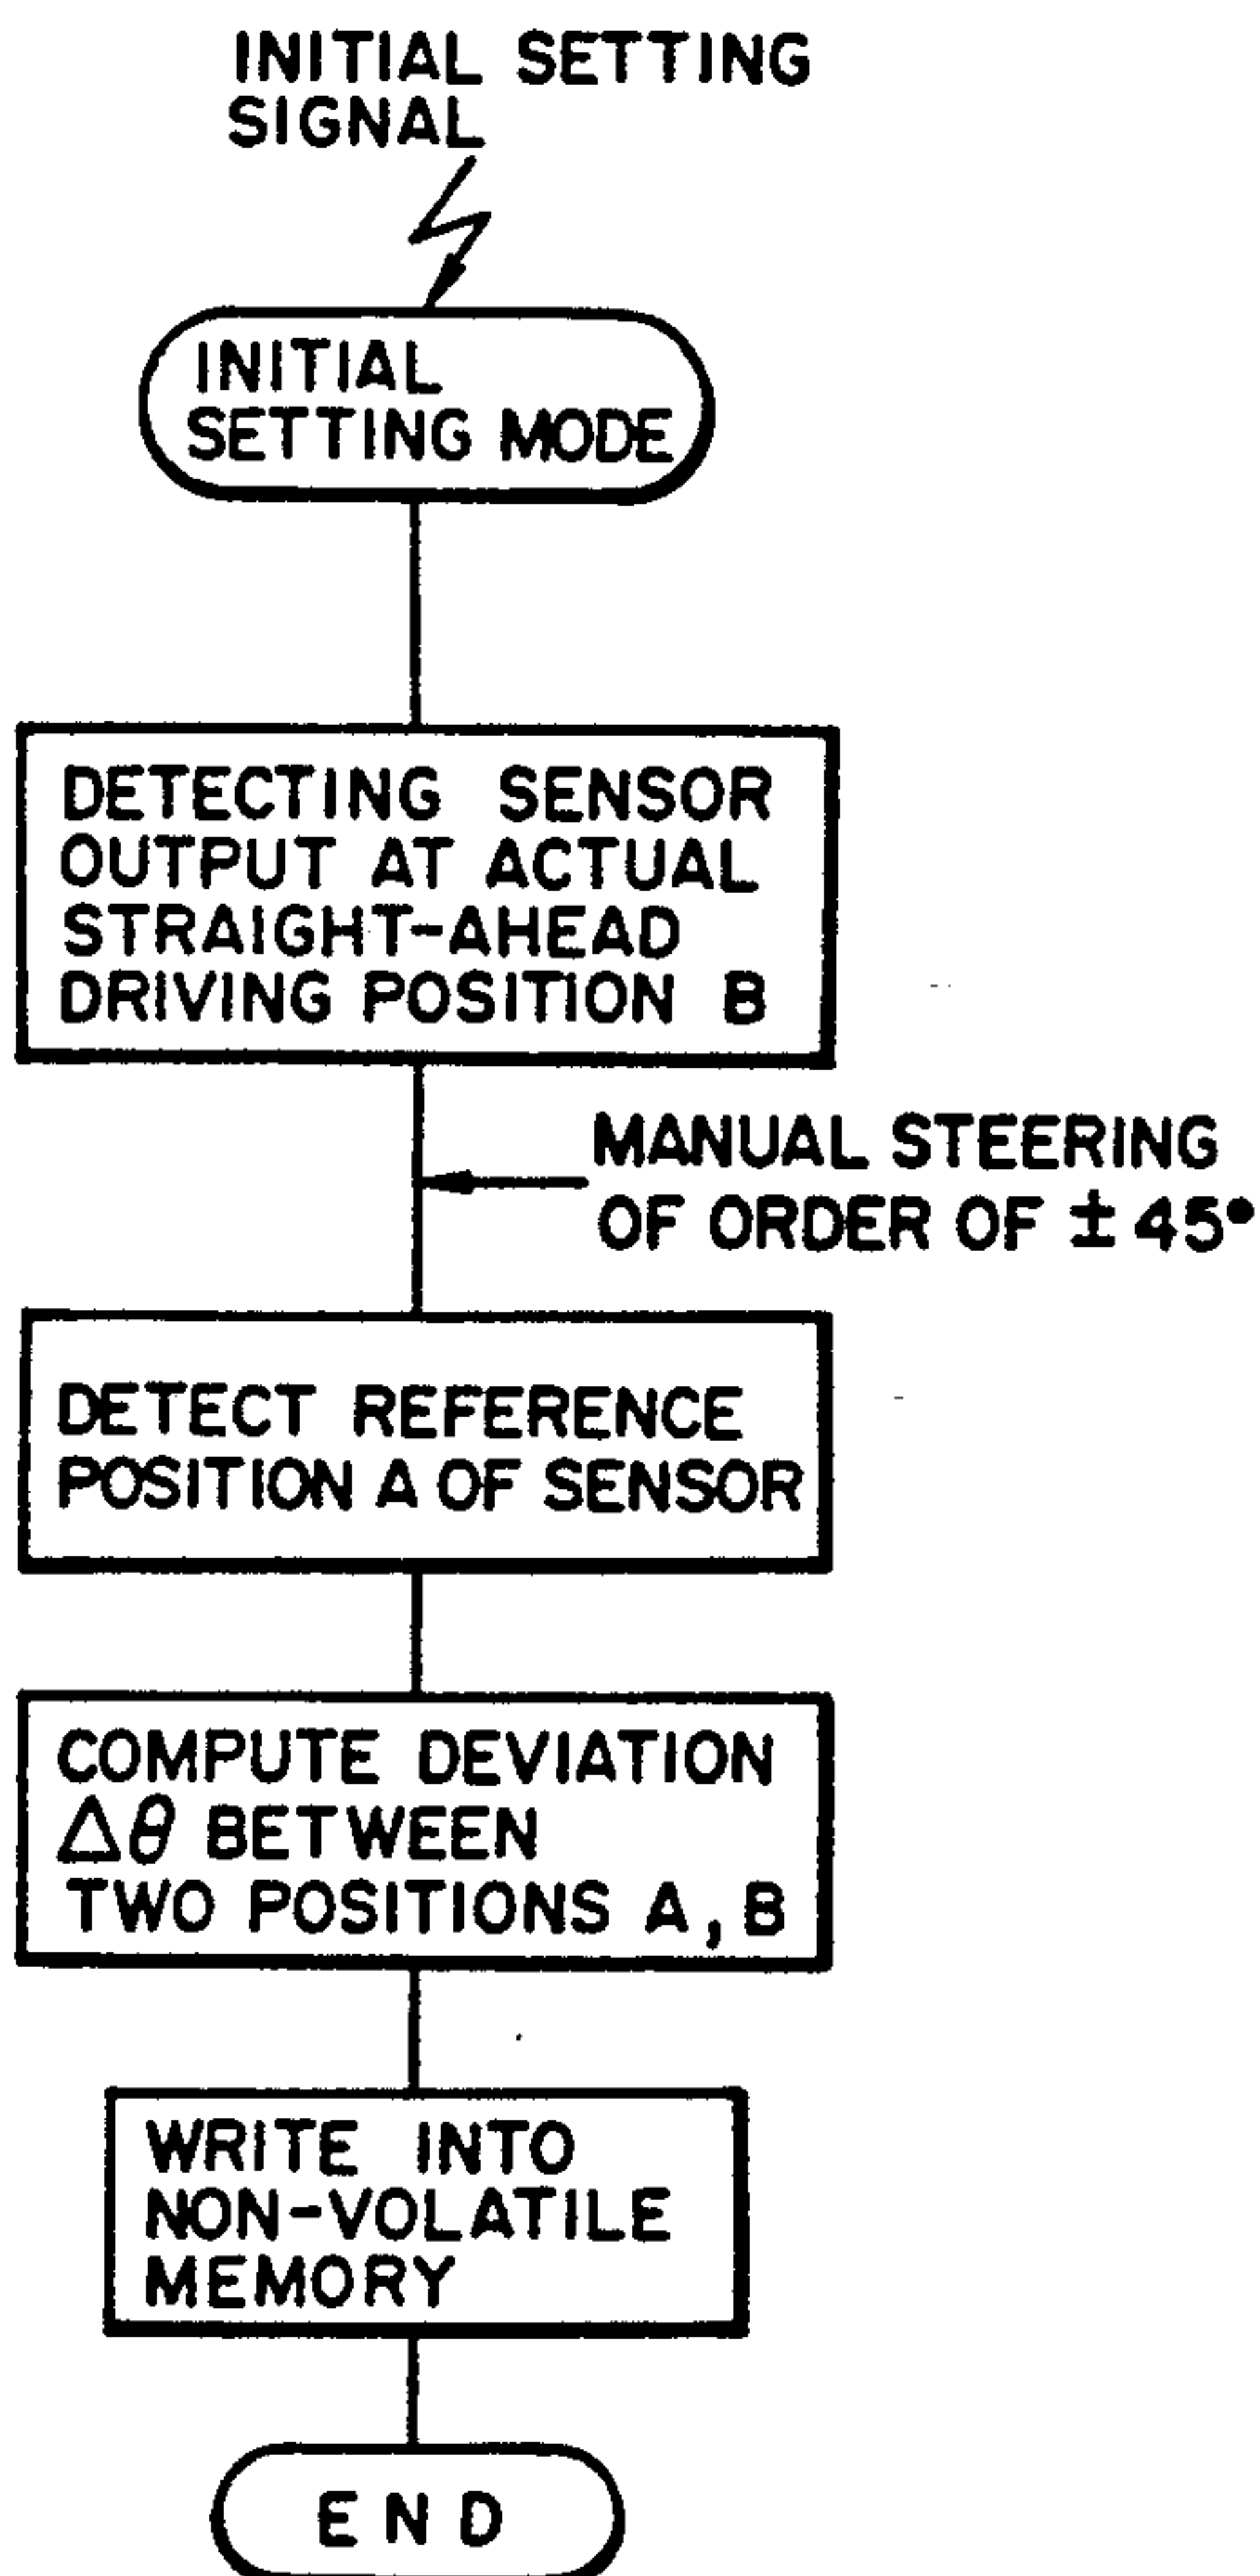 INITIAL SETTING
SIGNAL
INITIAL
SETTING MODE
DETECTING SENSOR
OUTPUT AT ACTUAL
STRAIGHT-AHEAD
DRIVING POSITION B
MANUAL STEERING
OF ORDER OF ± 45°
DETECT REFERENCE
POSITION A OF SENSOR
COMPUTE DEVIATION
Δθ BETWEEN
TWO POSITIONS A, B
WRITE INTO
NON-VOLATILE
MEMORY
END